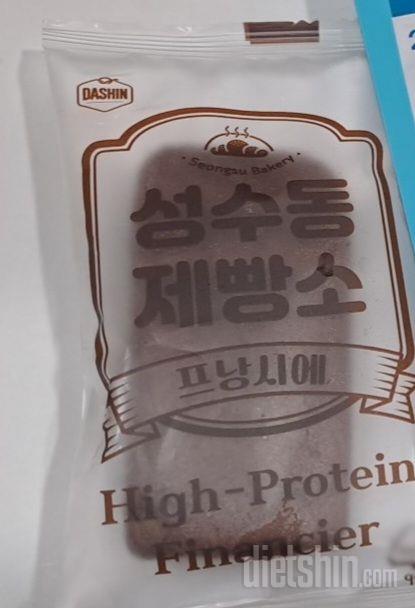 DASHIN
· Seongsu Bakery ·
성수동
제빵소
프낭시에
High-Protein
Financier
dietshin.com